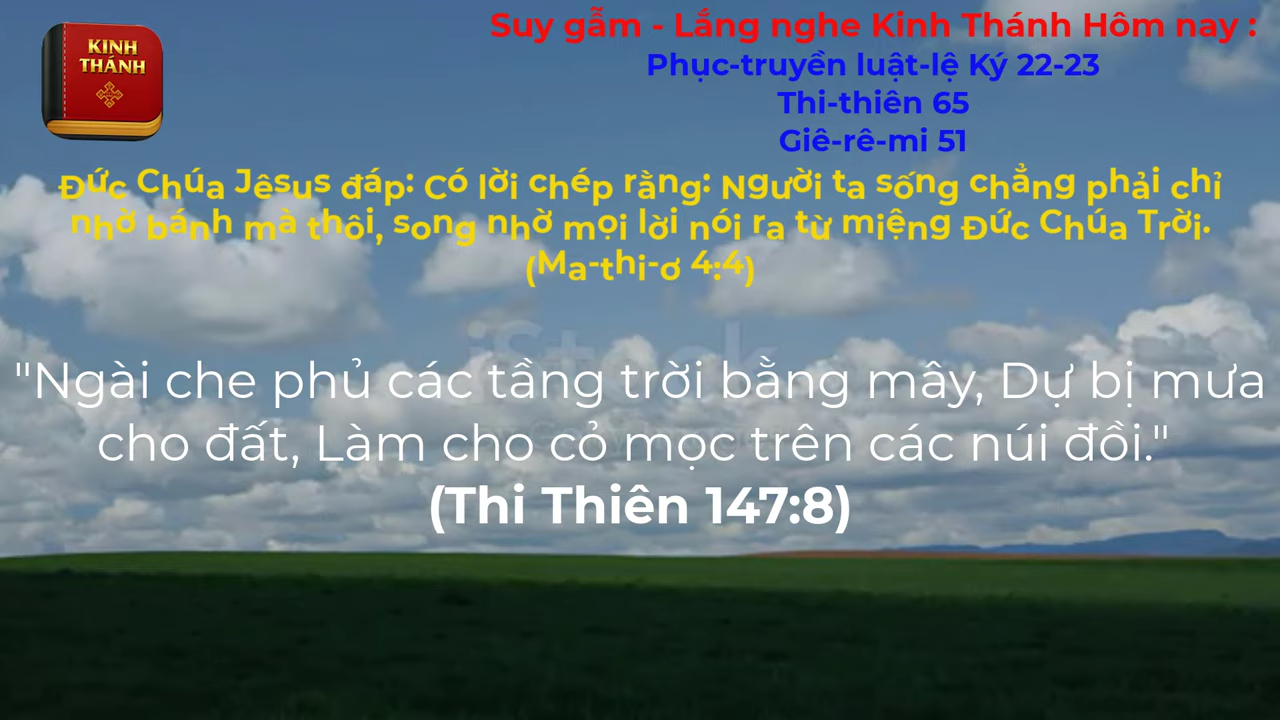 KINH
THÁNH
Suy gẫm - Lắng nghe Kinh Thánh Hôm nay :
Phục-truyền luật-lệ Ký 22-23
Thi-thiên 65
Giê-rê-mi 51
Đức Chúa Jêsus đáp: Có lời chép rằng: Người ta sống chẳng phải chỉ
nhờ bánh mà thôi, song nhờ mọi lời nói ra từ miệng Đức Chúa Trời.
(Ma-thi-ơ 4:4)
iStock
"Ngài che phủ các tầng trời bằng mây, Dự bị mưa
cho đất, Làm cho cỏ mọc trên các núi đồi."
(Thi Thiên 147:8)